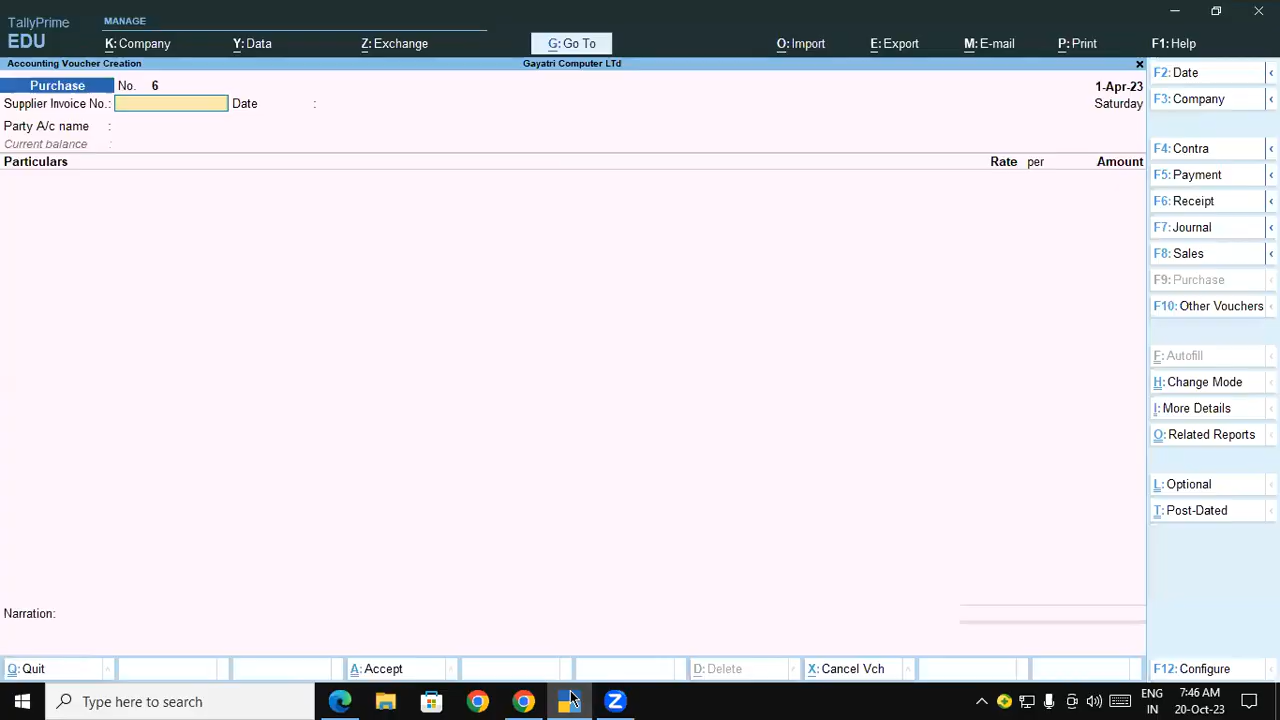 TallyPrime
EDU
MANAGE
K: Company
Y: Data
Z: Exchange
G: Go To
O: Import
E: Export
M: E-mail
P: Print
F1: Help
Accounting Voucher Creation
Gayatri Computer LTd
Purchase No. 6
1-Apr-23
Supplier Invoice No.: Date :
Saturday
Party A/c name :
Current balance :
Particulars Rate per Amount
Narration:
F2: Date
F3: Company
F4: Contra
F5: Payment
F6: Receipt
F7: Journal
F8: Sales
F9: Purchase
F10: Other Vouchers
F: Autofill
H: Change Mode
I: More Details
O: Related Reports
L: Optional
T: Post-Dated
Q: Quit
A: Accept
D: Delete
X: Cancel Vch
F12: Configure
Type here to search
ENG
IN
7:46 AM
20-Oct-23